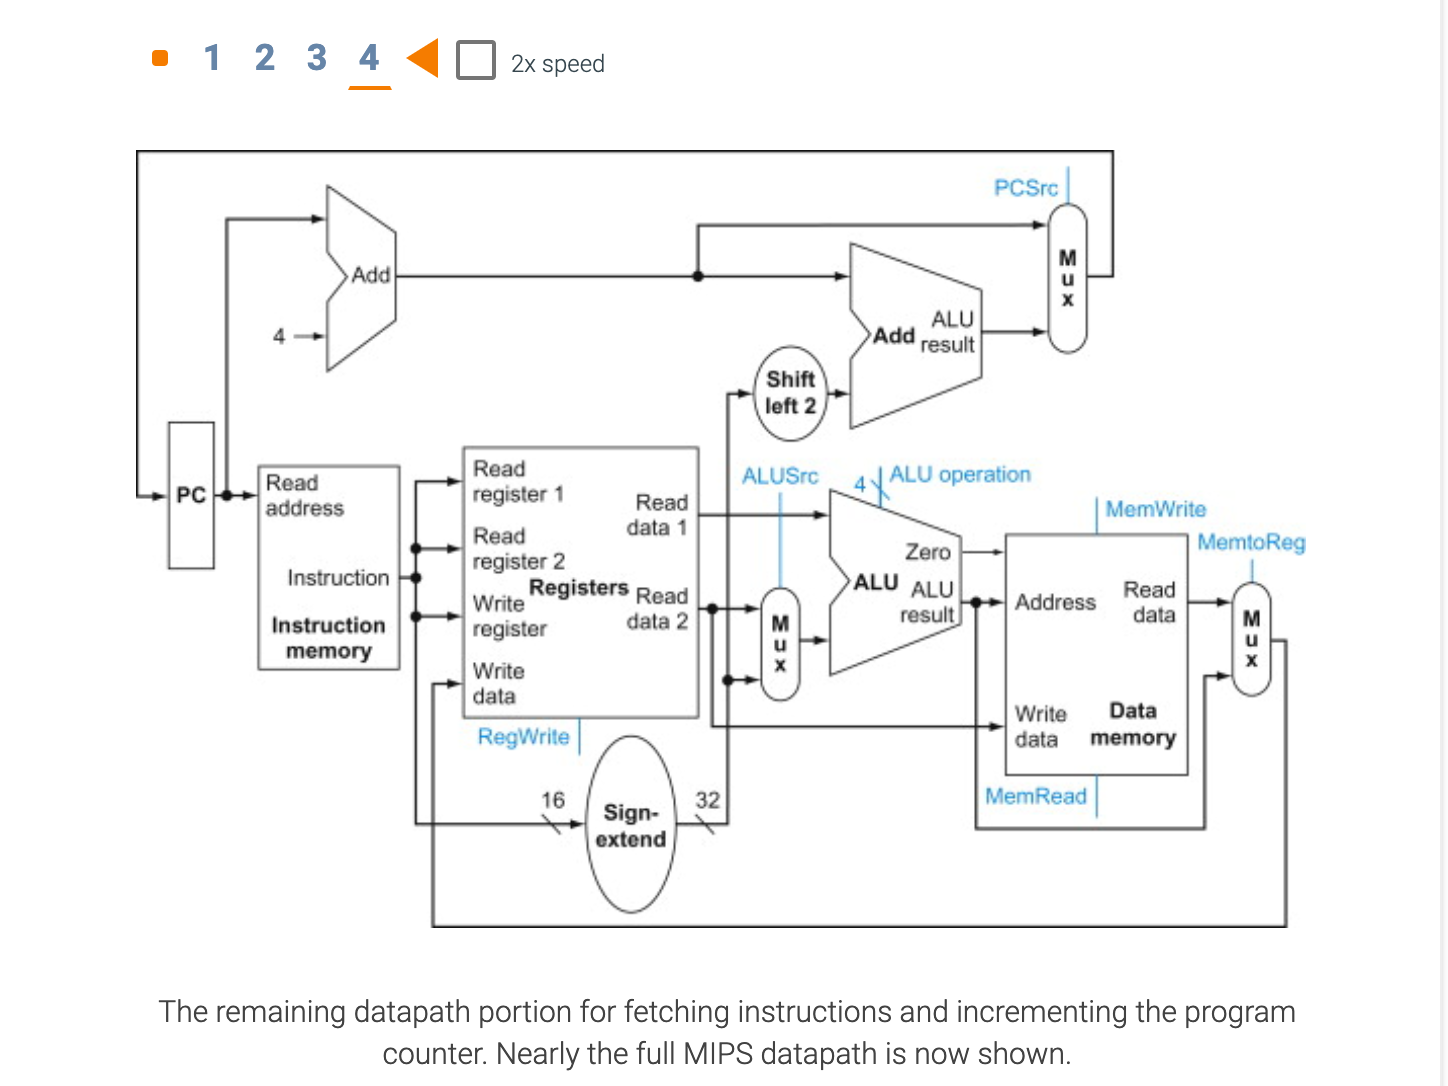 1 2 3 4 2x speed
PCSrc
M
u
x
Add
4
Add
ALU
result
Shift
left 2
PC
Read
address
Instruction
Instruction
memory
Read
register 1
Read
register 2
Write
register
Write
data
Registers
Read
data 1
Read
data 2
RegWrite
16
Sign-
extend
32
ALUSrc
M
u
x
4
ALU operation
Zero
ALU
ALU
result
MemWrite
MemtoReg
Address
Read
data
Write
data
Data
memory
MemRead
M
u
x
The remaining datapath portion for fetching instructions and incrementing the program
counter. Nearly the full MIPS datapath is now shown.